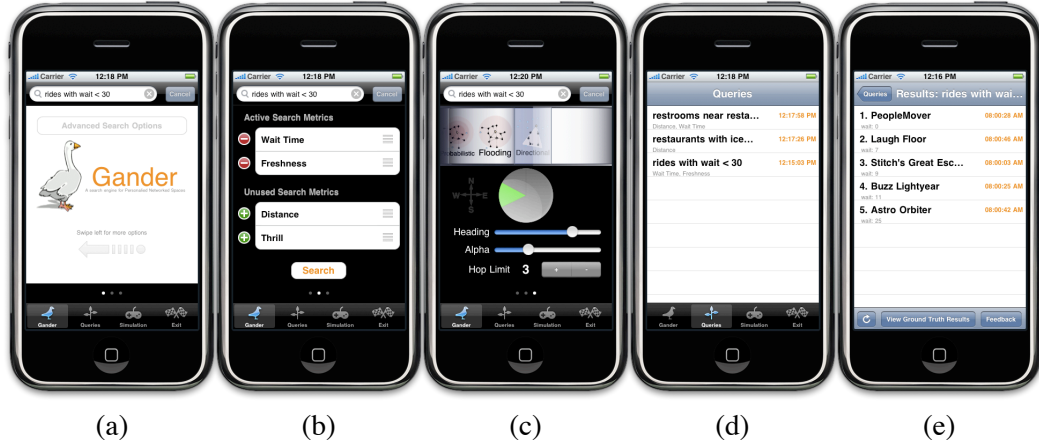 Carrier 12:18 PM
rides with wait < 30 Cancel
Advanced Search Options
Gander
A search engine for Personalized Networked Spaces
Swipe left for more options
Gander Queries Simulation Exit
(a)
Carrier 12:18 PM
rides with wait < 30 Cancel
Active Search Metrics
Wait Time
Freshness
Unused Search Metrics
Distance
Thrill
Search
Gander Queries Simulation Exit
(b)
Carrier 12:20 PM
rides with wait < 30 Cancel
Flooding Directional
N
W E
S
Heading
Alpha
Hop Limit 3 + -
Gander Queries Simulation Exit
(c)
Carrier 12:18 PM
Queries
restrooms near resta... 12:17:58 PM
Distance, Wait Time
restaurants with ice... 12:17:26 PM
Distance
rides with wait < 30 12:15:03 PM
Wait Time, Freshness
Gander Queries Simulation Exit
(d)
Carrier 12:16 PM
Queries Results: rides with wai...
1. PeopleMover 08:00:28 AM
wait: 0
2. Laugh Floor 08:00:46 AM
wait: 7
3. Stitch's Great Esc... 08:00:03 AM
wait: 9
4. Buzz Lightyear 08:00:25 AM
wait: 11
5. Astro Orbiter 08:00:42 AM
wait: 25
View Ground Truth Results Feedback
(e)